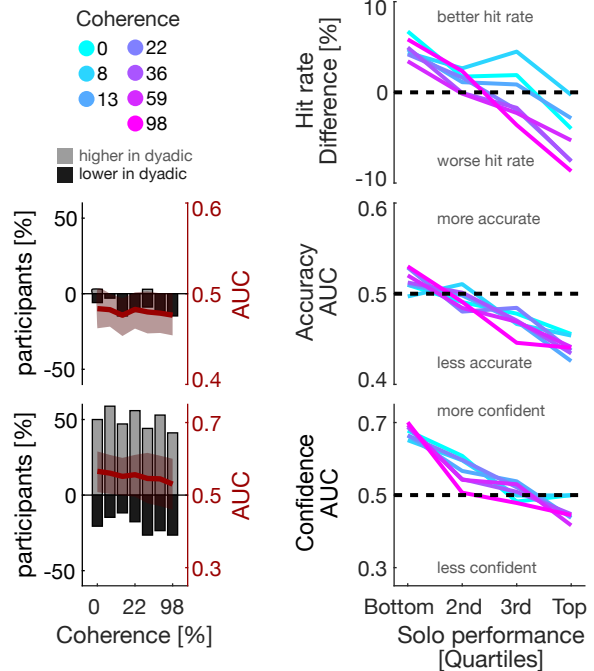 Coherence
0
22
8
36
13
59
98
higher in dyadic
lower in dyadic
participants [%]
50
0
-50
0.6
0.5
0.4
AUC
participants [%]
50
0
-50
0.7
0.5
0.3
AUC
0
22
98
Coherence [%]
Hit rate
Difference [%]
10
0
-10
better hit rate
worse hit rate
Accuracy
AUC
0.6
0.5
0.4
more accurate
less accurate
Confidence
AUC
0.7
0.5
0.3
more confident
less confident
Bottom 2nd 3rd Top
Solo performance
[Quartiles]